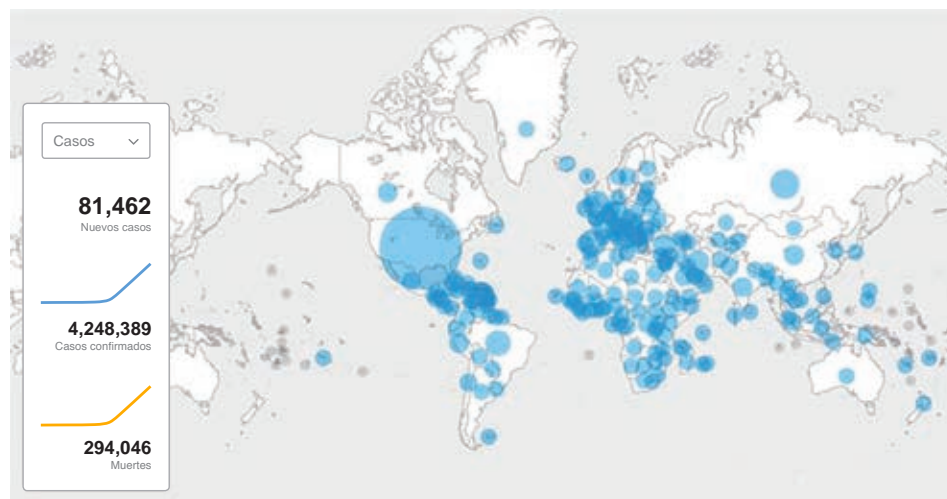 Casos
81,462
Nuevos casos
4,248,389
Casos confirmados
294,046
Muertes